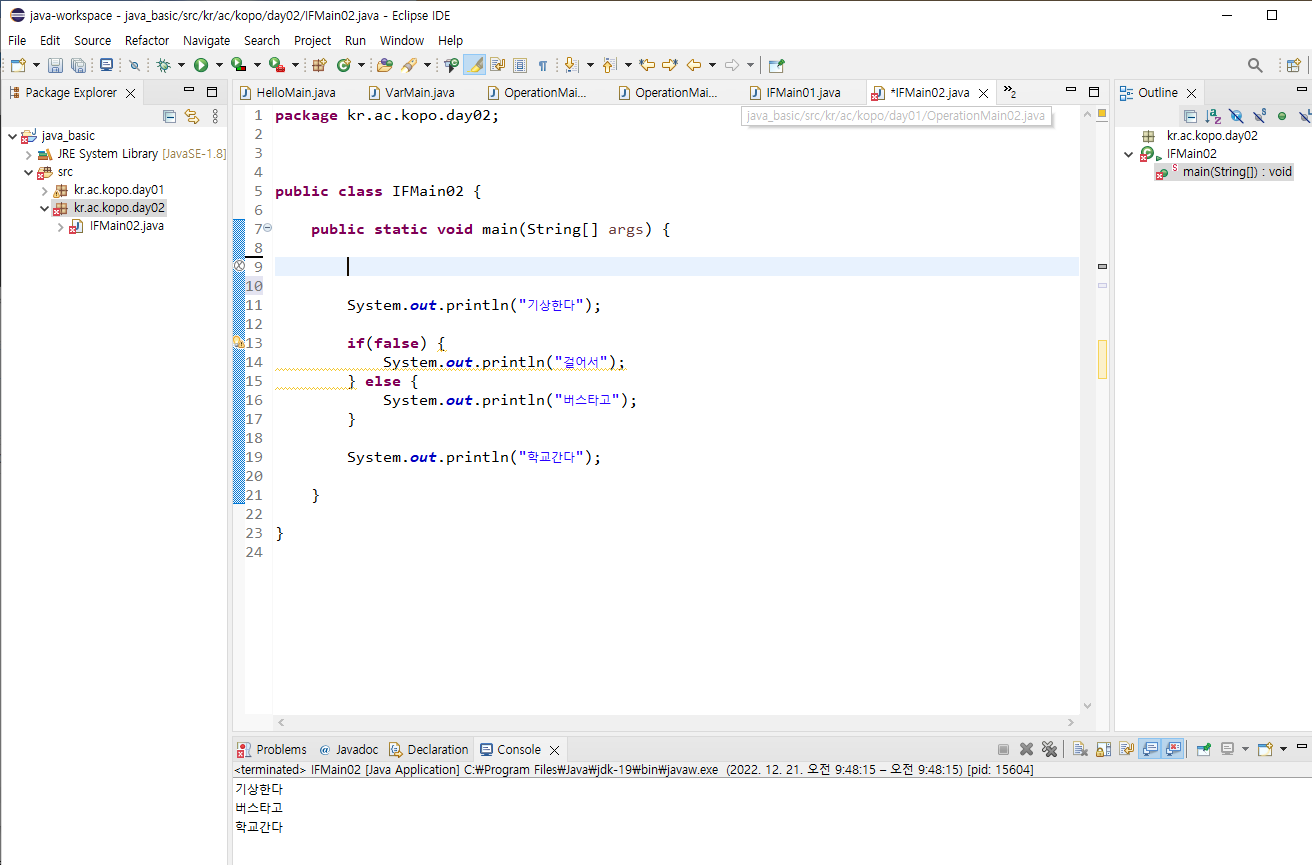 java-workspace - java_basic/src/kr/ac/kopo/day02/IFMain02.java - Eclipse IDE
File Edit Source Refactor Navigate Search Project Run Window Help
Package Explorer
java_basic
JRE System Library [JavaSE-1.8]
src
kr.ac.kopo.day01
kr.ac.kopo.day02
IFMain02.java
HelloMain.java VarMain.java OperationMai... OperationMai... IFMain01.java *IFMain02.java »2
java_basic/src/kr/ac/kopo/day01/OperationMain02.java
1 package kr.ac.kopo.day02;
2
3
4
5 public class IFMain02 {
6
7 public static void main(String[] args) {
8
9
10
11 System.out.println("기상한다");
12
13 if(false) {
14 System.out.println("걸어서");
15 } else {
16 System.out.println("버스타고");
17 }
18
19 System.out.println("학교간다");
20
21 }
22
23 }
24
Outline
kr.ac.kopo.day02
IFMain02
main(String[]) : void
Problems Javadoc Declaration Console
<terminated> IFMain02 [Java Application] C:₩Program Files₩Java₩jdk-19₩bin₩javaw.exe (2022. 12. 21. 오전 9:48:15 – 오전 9:48:15) [pid: 15604]
기상한다
버스타고
학교간다